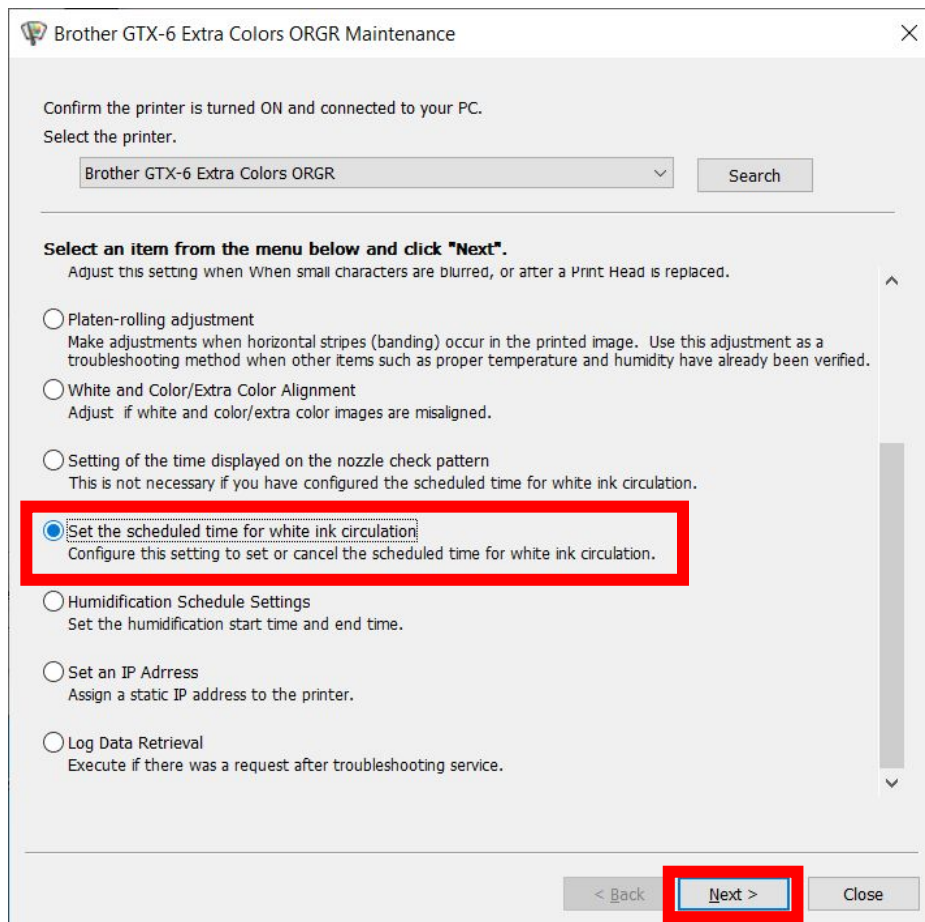 Brother GTX-6 Extra Colors ORGR Maintenance
Confirm the printer is turned ON and connected to your PC.
Select the printer.
Brother GTX-6 Extra Colors ORGR
Search
Select an item from the menu below and click "Next".
Adjust this setting when When small characters are blurred, or after a Print Head is replaced.
Platen-rolling adjustment
Make adjustments when horizontal stripes (banding) occur in the printed image. Use this adjustment as a
troubleshooting method when other items such as proper temperature and humidity have already been verified.
White and Color/Extra Color Alignment
Adjust if white and color/extra color images are misaligned.
Setting of the time displayed on the nozzle check pattern
This is not necessary if you have configured the scheduled time for white ink circulation.
Set the scheduled time for white ink circulation
Configure this setting to set or cancel the scheduled time for white ink circulation.
Humidification Schedule Settings
Set the humidification start time and end time.
Set an IP Adrress
Assign a static IP address to the printer.
Log Data Retrieval
Execute if there was a request after troubleshooting service.
< Back
Next >
Close